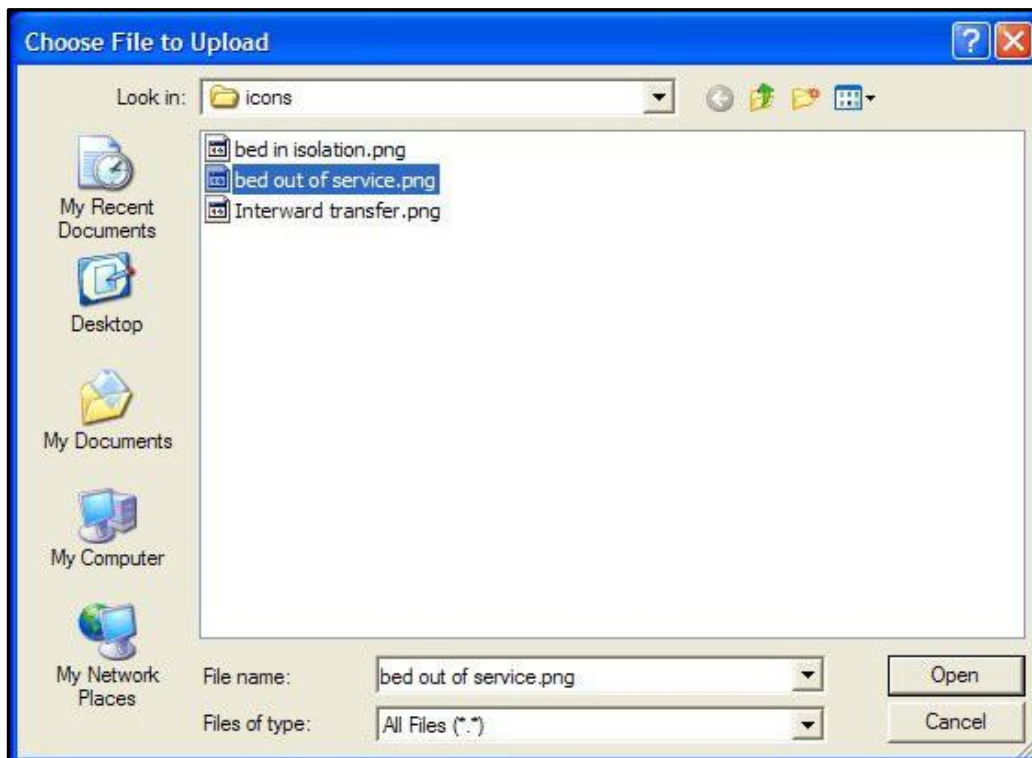 Choose File to Upload
Look in: icons
bed in isolation.png
bed out of service.png
Interward transfer.png
My Recent
Documents
Desktop
My Documents
My Computer
My Network
Places
File name: bed out of service.png Open
Files of type: All Files (*.*) Cancel